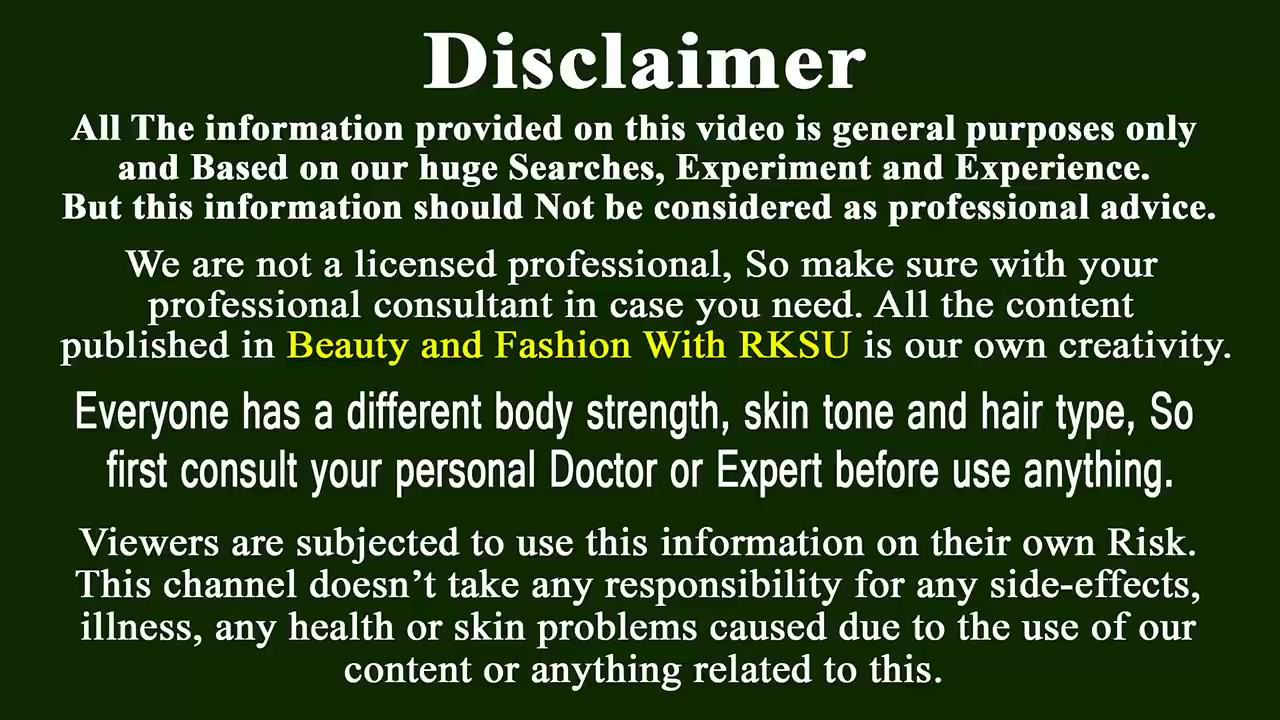 Disclaimer
All The information provided on this video is general purposes only
and Based on our huge Searches, Experiment and Experience.
But this information should Not be considered as professional advice.
We are not a licensed professional, So make sure with your
professional consultant in case you need. All the content
published in Beauty and Fashion With RKSU is our own creativity.
Everyone has a different body strength, skin tone and hair type, So
first consult your personal Doctor or Expert before use anything.
Viewers are subjected to use this information on their own Risk.
This channel doesn’t take any responsibility for any side-effects,
illness, any health or skin problems caused due to the use of our
content or anything related to this.